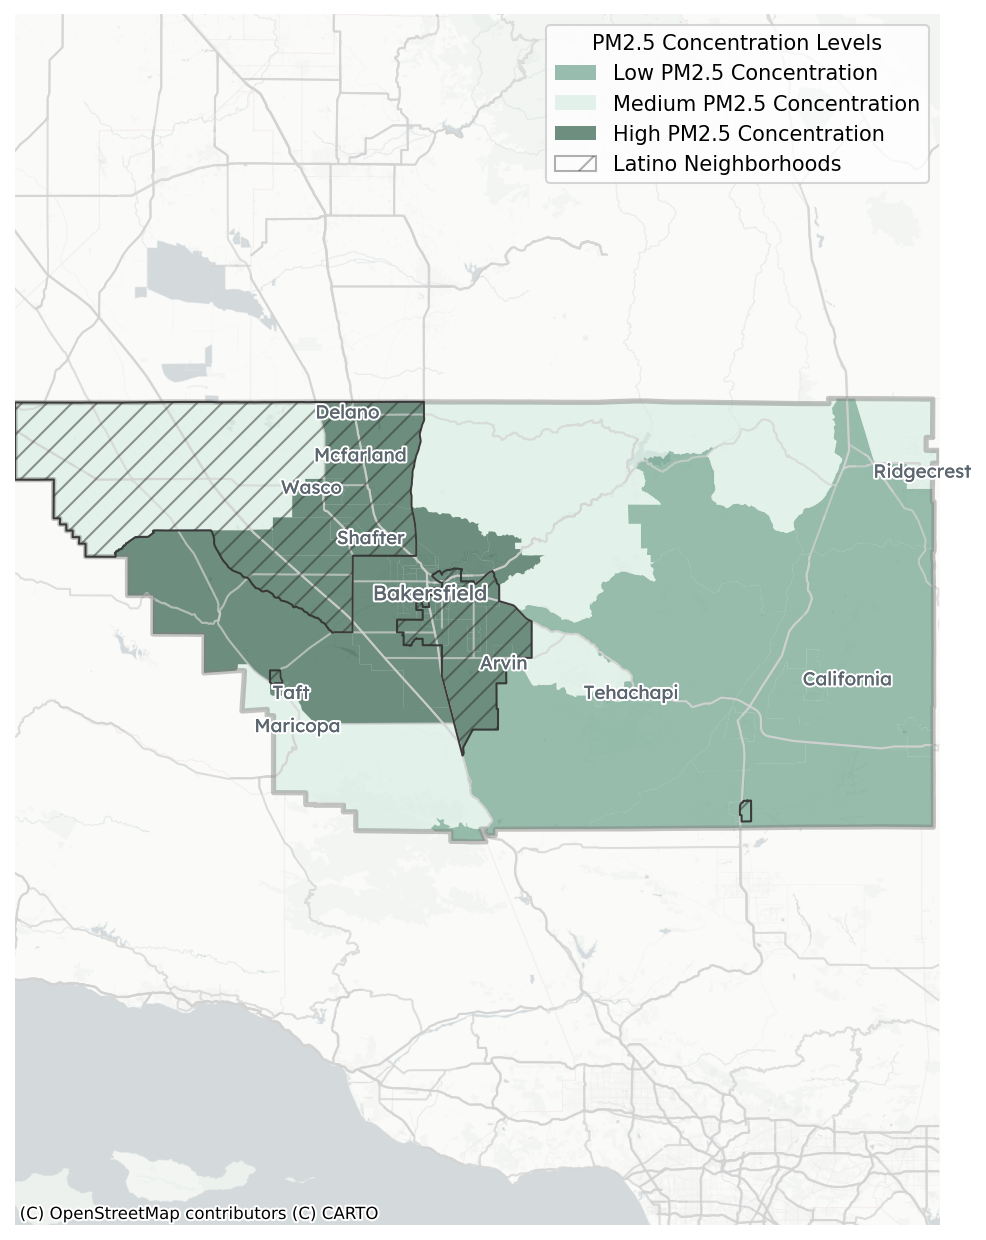 PM2.5 Concentration Levels
Low PM2.5 Concentration
Medium PM2.5 Concentration
High PM2.5 Concentration
Latino Neighborhoods
Delano
Mcfarland
Ridgecrest
Wasco
Shafter
Bakersfield
Arvin
California
Taft
Tehachapi
Maricopa
(C) OpenStreetMap contributors (C) CARTO